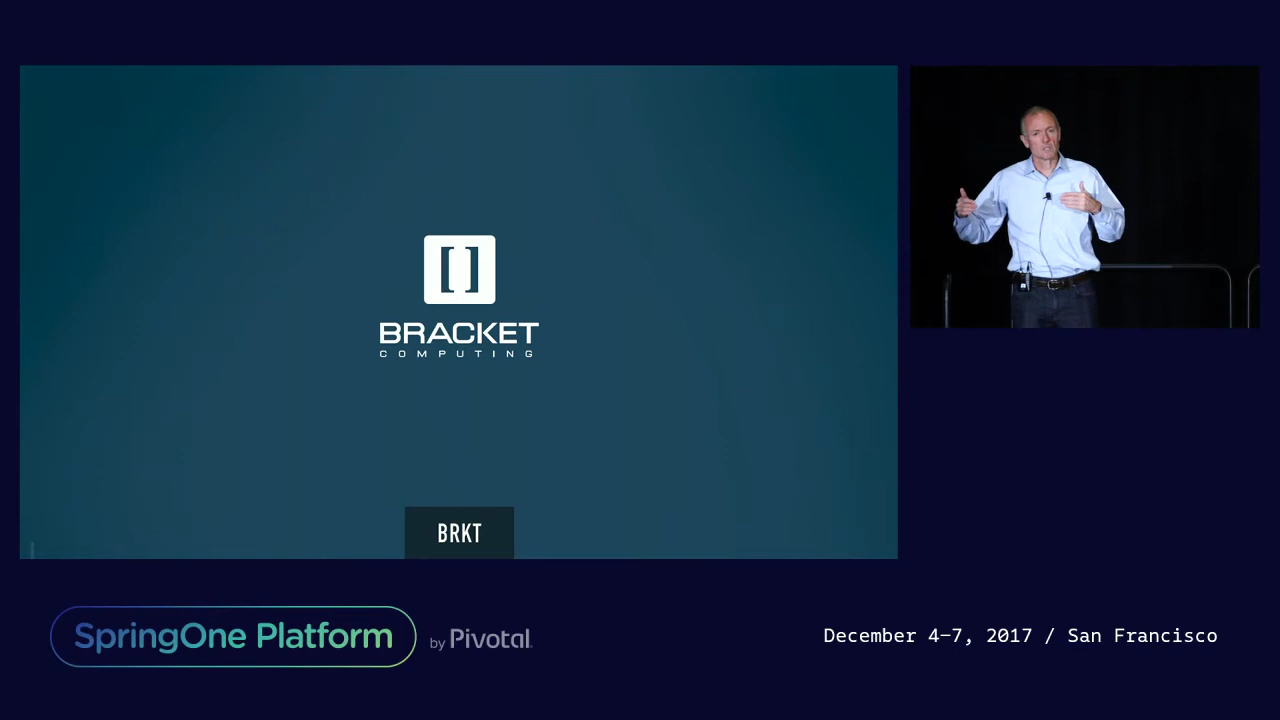 BRACKET
COMPUTING
BRKT
SpringOne Platform
by Pivotal.
December 4–7, 2017 / San Francisco